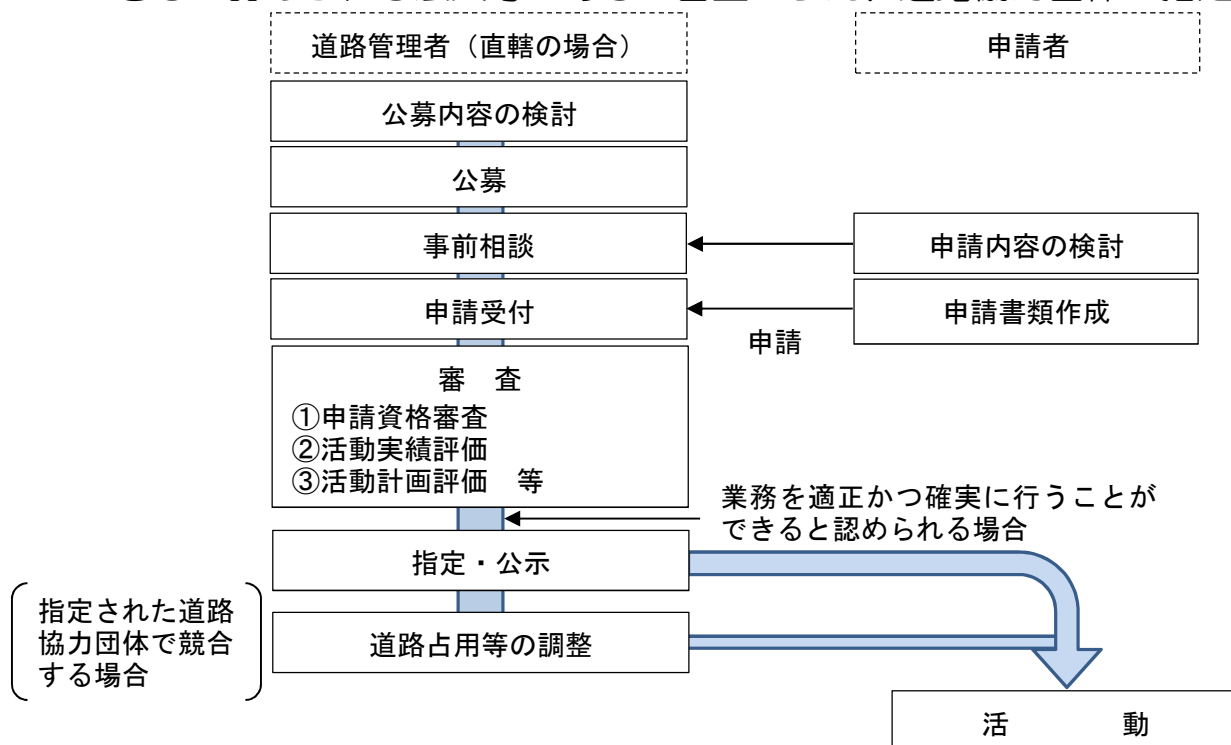 道路管理者（直轄の場合）
申請者
公募内容の検討
公募
事前相談
申請内容の検討
申請受付
申請書類作成
申請
審　査
①申請資格審査
②活動実績評価
③活動計画評価　等
業務を適正かつ確実に行うことが
できると認められる場合
指定・公示
指定された道路
協力団体で競合
する場合
道路占用等の調整
活　　動